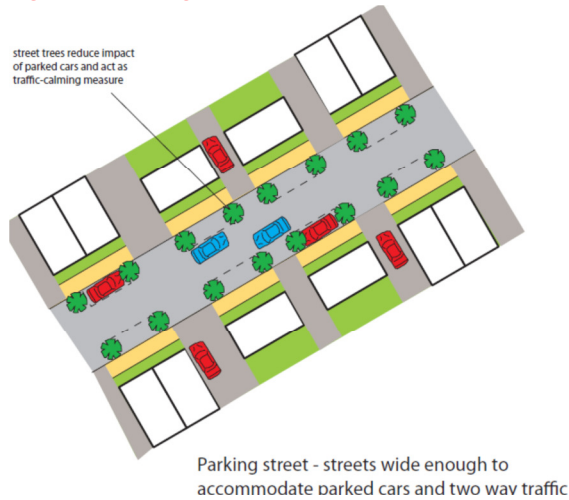 street trees reduce impact
of parked cars and act as
traffic-calming measure
Parking street - streets wide enough to
accommodate parked cars and two way traffic